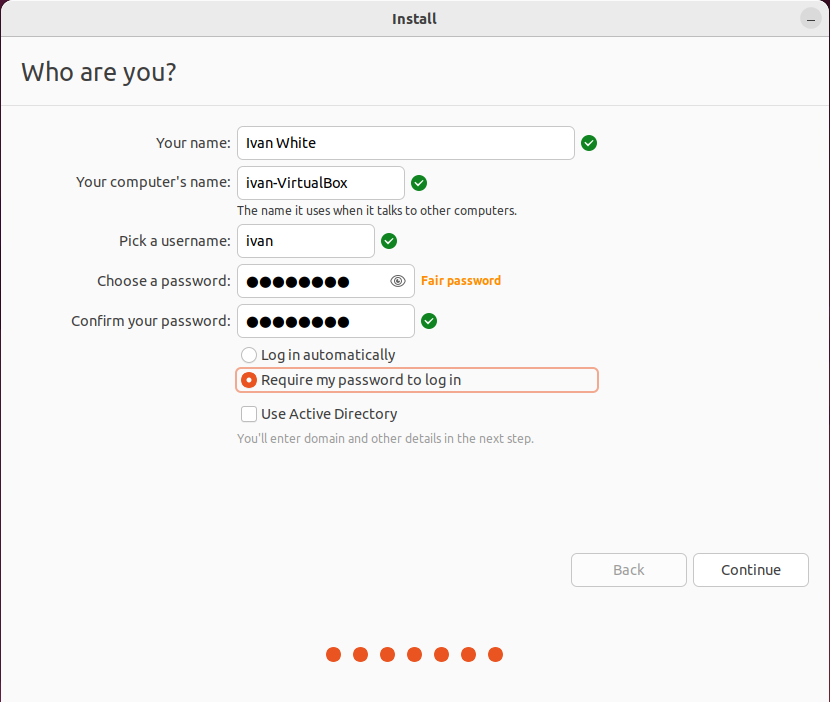 Install
Who are you?
Your name: Ivan White
Your computer's name: ivan-VirtualBox
The name it uses when it talks to other computers.
Pick a username: ivan
Choose a password: ●●●●●●●● Fair password
Confirm your password: ●●●●●●●●
Log in automatically
Require my password to log in
Use Active Directory
You'll enter domain and other details in the next step.
Back Continue